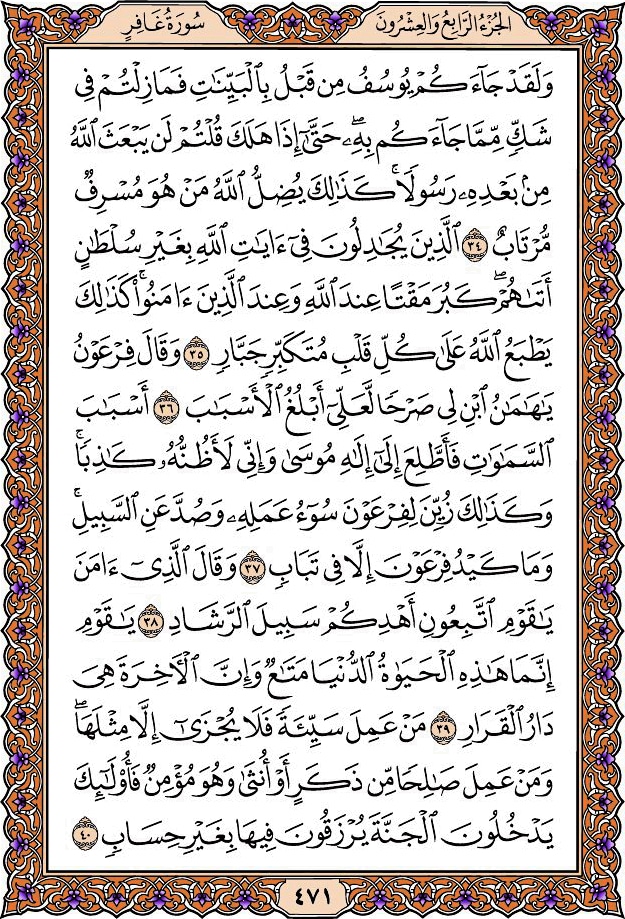 الجُزْءُ الرَّابِعُ وَالعِشْرُونَ
سُورَةُ غَافِرٍ
وَلَقَدْ جَآءَكُمْ يُوسُفُ مِن قَبْلُ بِٱلْبَيِّنَـٰتِ فَمَا زِلْتُمْ فِى
شَكٍّ مِّمَّا جَآءَكُم بِهِۦ ۖ حَتَّىٰٓ إِذَا هَلَكَ قُلْتُمْ لَن يَبْعَثَ ٱللَّهُ
مِنۢ بَعْدِهِۦ رَسُولًا ۚ كَذَٰلِكَ يُضِلُّ ٱللَّهُ مَنْ هُوَ مُسْرِفٌ
مُّرْتَابٌ ٣٤ ٱلَّذِينَ يُجَـٰدِلُونَ فِىٓ ءَايَـٰتِ ٱللَّهِ بِغَيْرِ سُلْطَـٰنٍ
أَتَىٰهُمْ ۖ كَبُرَ مَقْتًا عِندَ ٱللَّهِ وَعِندَ ٱلَّذِينَ ءَامَنُوا۟ ۚ كَذَٰلِكَ
يَطْبَعُ ٱللَّهُ عَلَىٰ كُلِّ قَلْبِ مُتَكَبِّرٍ جَبَّارٍ ٣٥ وَقَالَ فِرْعَوْنُ
يَـٰهَـٰمَـٰنُ ٱبْنِ لِى صَرْحًا لَّعَلِّىٓ أَبْلُغُ ٱلْأَسْبَـٰبَ ٣٦ أَسْبَـٰبَ
ٱلسَّمَـٰوَٰتِ فَأَطَّلِعَ إِلَىٰٓ إِلَـٰهِ مُوسَىٰ وَإِنِّى لَأَظُنُّهُۥ كَـٰذِبًا ۚ
وَكَذَٰلِكَ زُيِّنَ لِفِرْعَوْنَ سُوٓءُ عَمَلِهِۦ وَصُدَّ عَنِ ٱلسَّبِيلِ ۚ
وَمَا كَيْدُ فِرْعَوْنَ إِلَّا فِى تَبَابٍ ٣٧ وَقَالَ ٱلَّذِىٓ ءَامَنَ
يَـٰقَوْمِ ٱتَّبِعُونِ أَهْدِكُمْ سَبِيلَ ٱلرَّشَادِ ٣٨ يَـٰقَوْمِ
إِنَّمَا هَـٰذِهِ ٱلْحَيَوٰةُ ٱلدُّنْيَا مَتَـٰعٌ وَإِنَّ ٱلْـَٔاخِرَةَ هِىَ
دَارُ ٱلْقَرَارِ ٣٩ مَنْ عَمِلَ سَيِّئَةً فَلَا يُجْزَىٰٓ إِلَّا مِثْلَهَا ۖ
وَمَنْ عَمِلَ صَـٰلِحًا مِّن ذَكَرٍ أَوْ أُنثَىٰ وَهُوَ مُؤْمِنٌ فَأُو۟لَـٰٓئِكَ
يَدْخُلُونَ ٱلْجَنَّةَ يُرْزَقُونَ فِيهَا بِغَيْرِ حِسَابٍ ٤٠
٤٧١